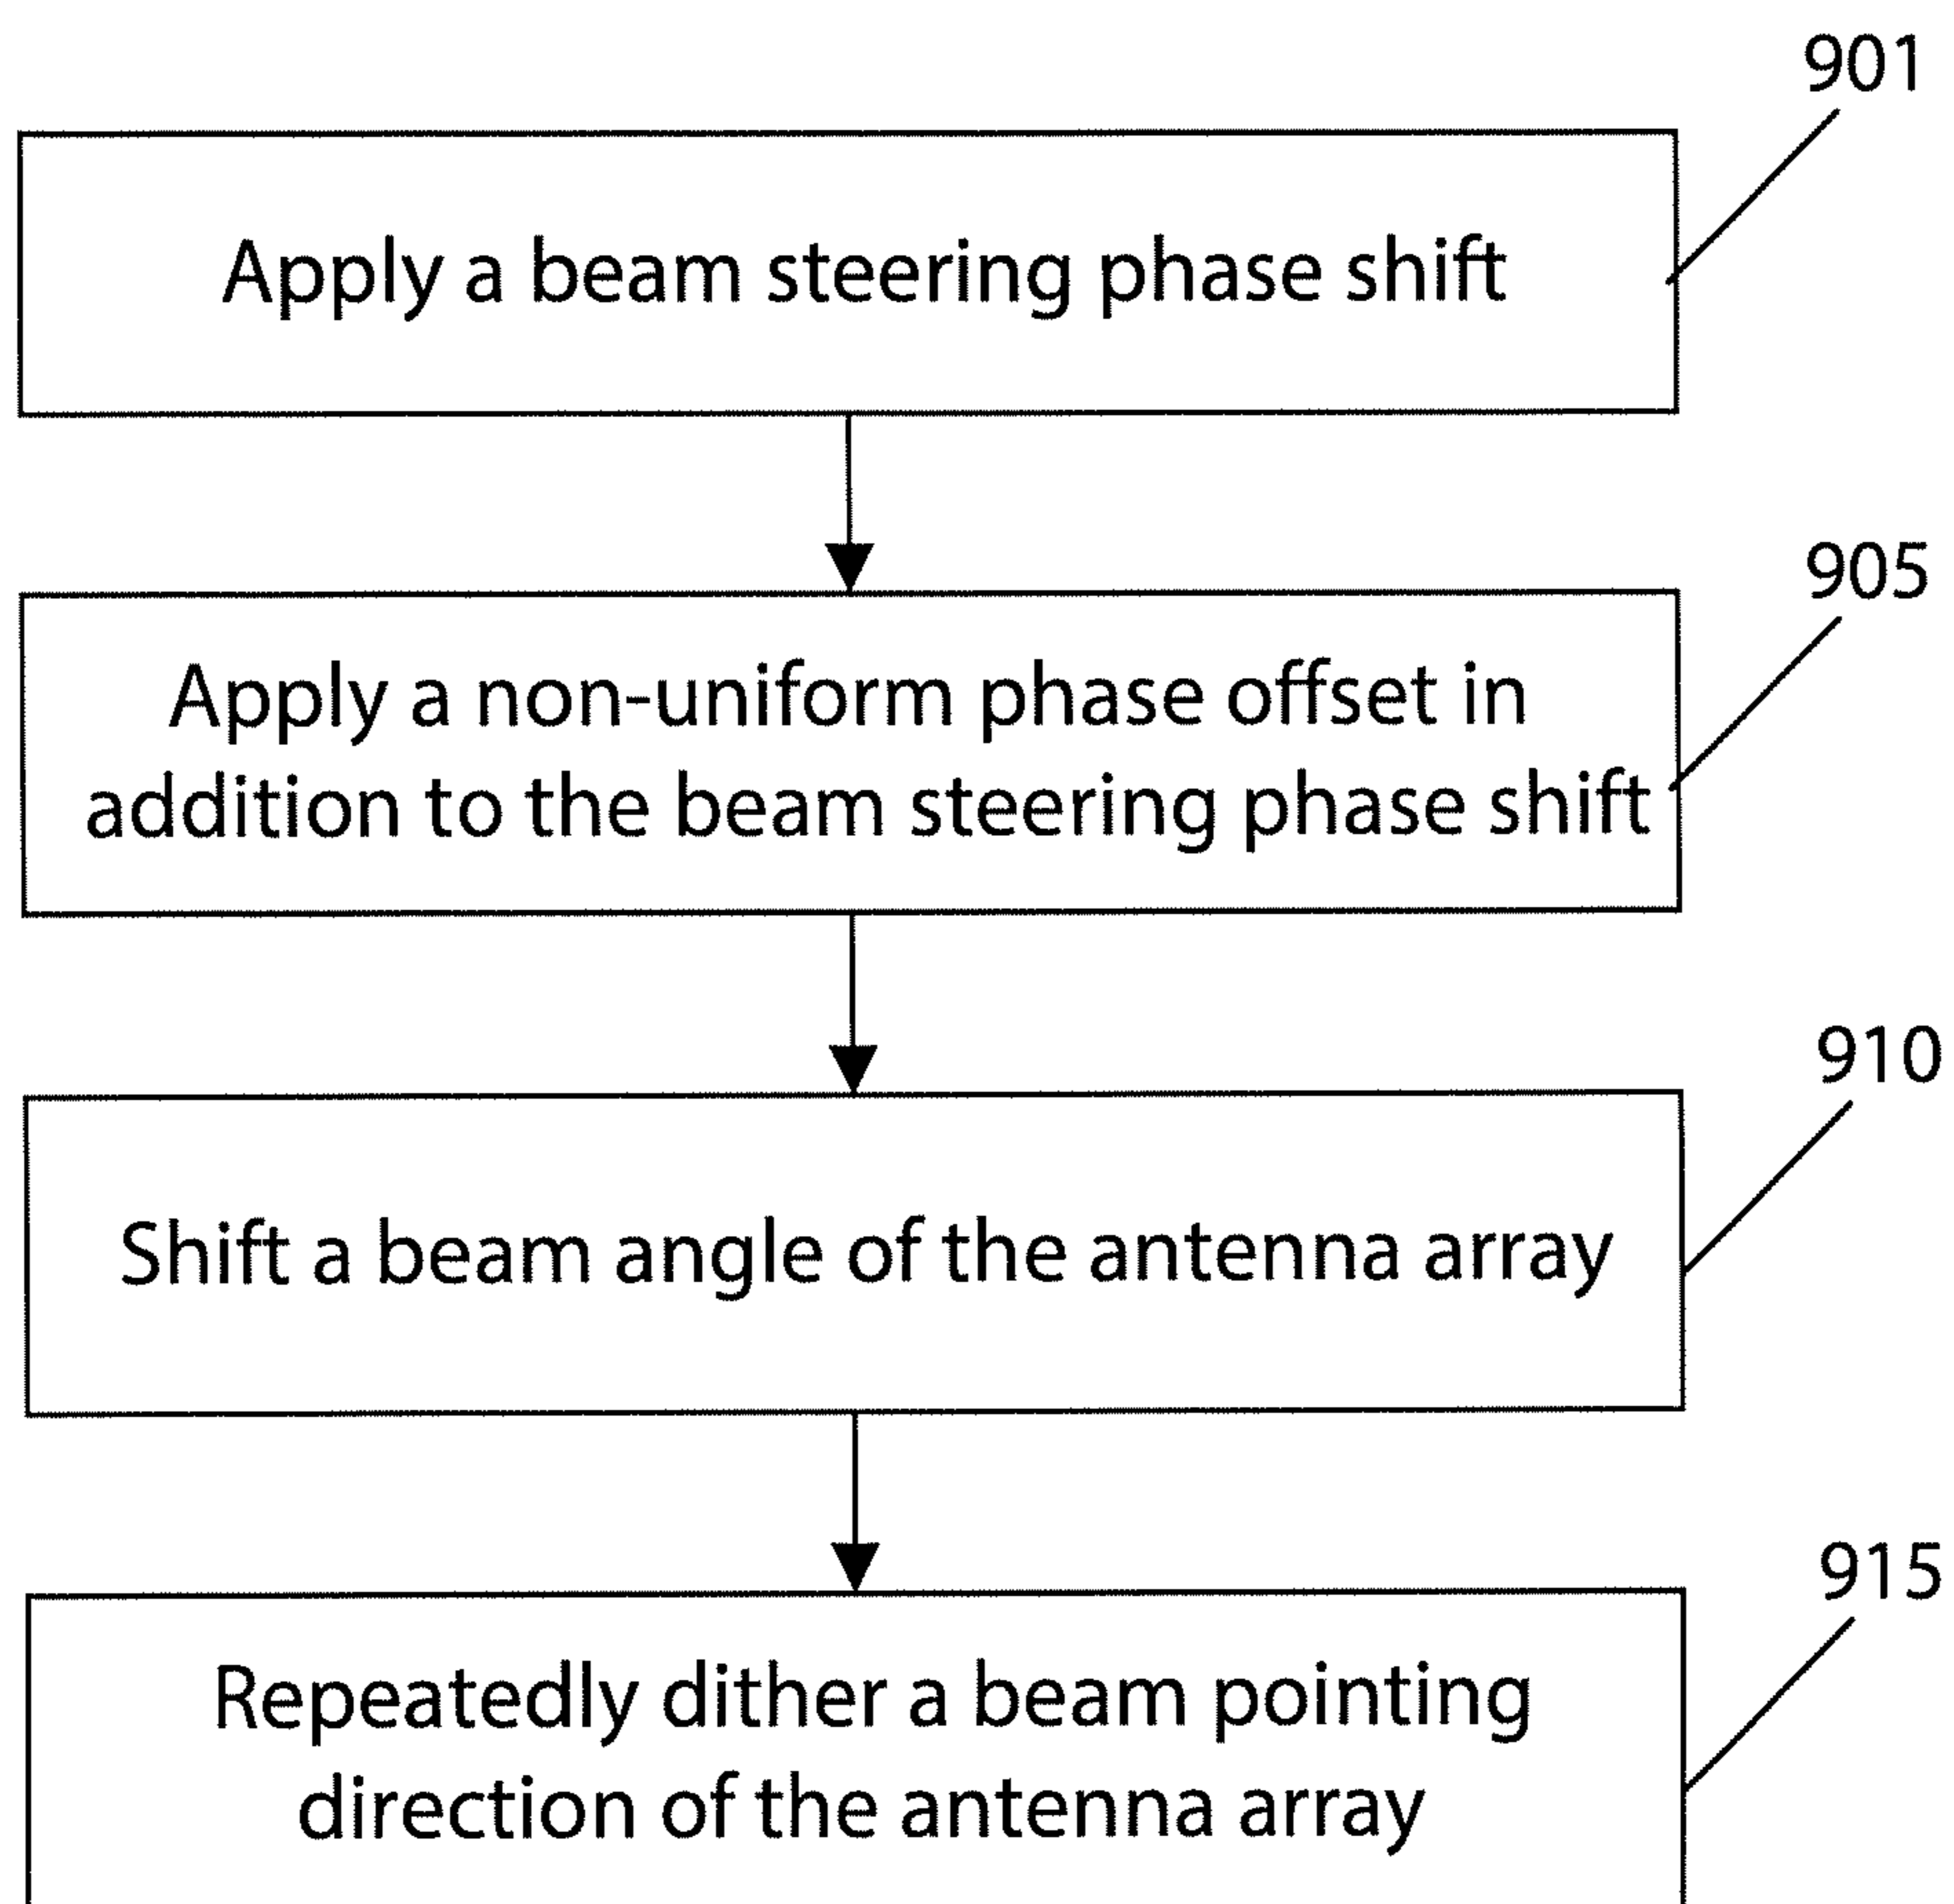 901
Apply a beam steering phase shift
905
Apply a non-uniform phase offset in
addition to the beam steering phase shift
910
Shift a beam angle of the antenna array
915
Repeatedly dither a beam pointing
direction of the antenna array